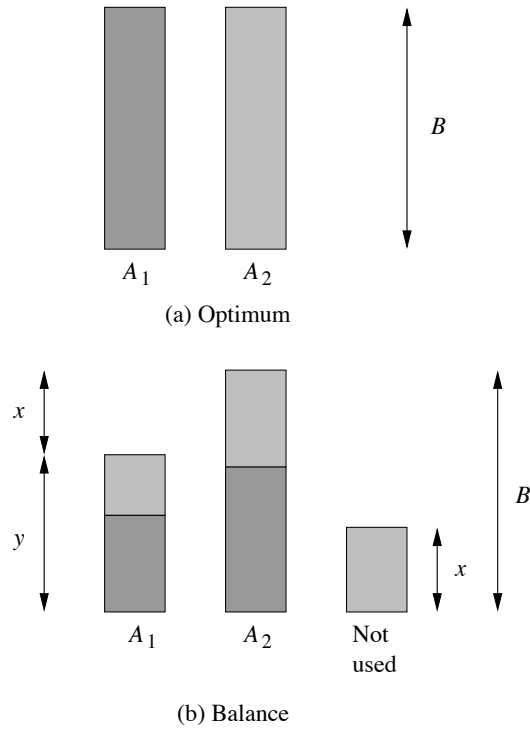 B
A1 A2
(a) Optimum
x
B
y
x
A1 A2 Not
used
(b) Balance